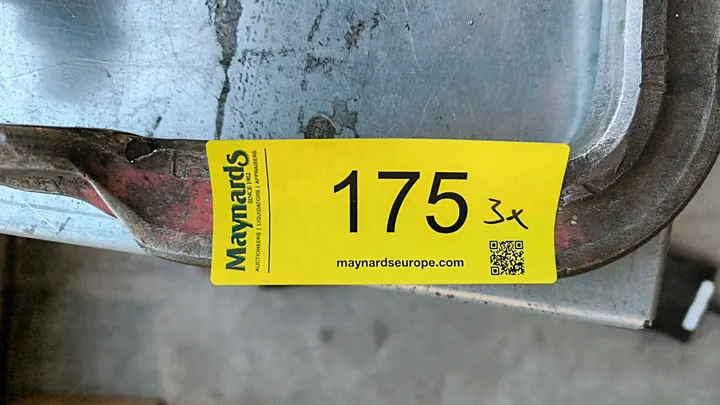 Maynards
SINCE 1902
AUCTIONEERS | LIQUIDATORS | APPRAISERS
175 3x
maynardseurope.com